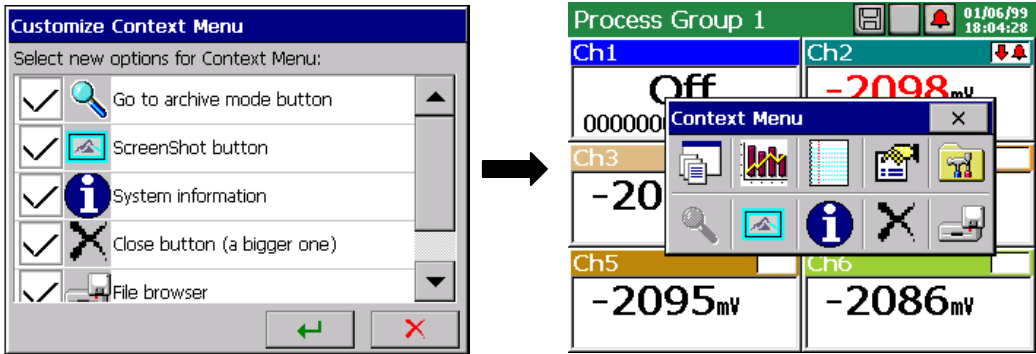 Customize Context Menu
Select new options for Context Menu:
Go to archive mode button
ScreenShot button
System information
Close button (a bigger one)
File browser
Process Group 1
01/06/99
18:04:28
Ch1
Ch2
Off
-2098mV
0000000
Context Menu
Ch3
-20
Ch5
Ch6
-2095mV
-2086mV